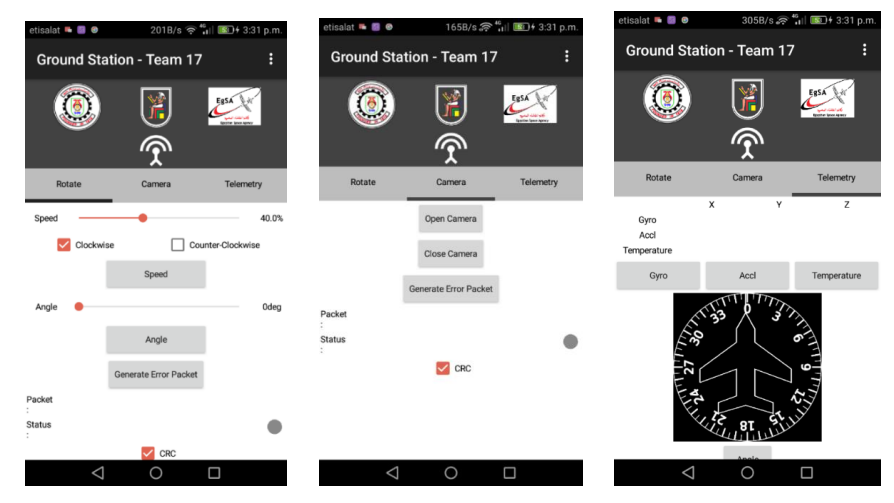 etisalat 201B/s 4G 3:31 p.m.
Ground Station - Team 17
EgSA
Rotate Camera Telemetry
Speed 40.0%
Clockwise Counter-Clockwise
Speed
Angle 0deg
Angle
Generate Error Packet
Packet
:
Status
:
CRC
etisalat 165B/s 4G 3:31 p.m.
Ground Station - Team 17
EgSA
Rotate Camera Telemetry
Open Camera
Close Camera
Generate Error Packet
Packet
:
Status
:
CRC
etisalat 305B/s 4G 3:31 p.m.
Ground Station - Team 17
EgSA
Rotate Camera Telemetry
X Y Z
Gyro
Accl
Temperature
Gyro Accl Temperature
0 3 6 9 12 15 18 21 24 27 30 33
Angle